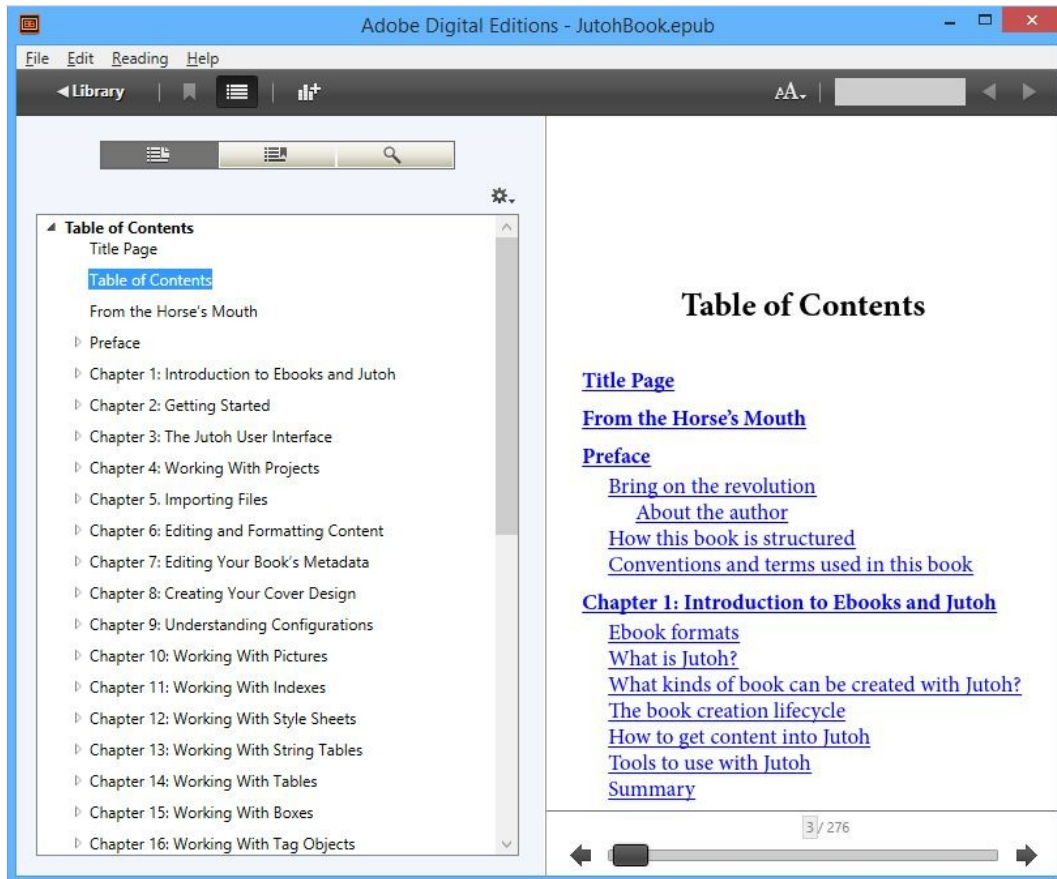 Adobe Digital Editions - JutohBook.epub
File Edit Reading Help
Library
AA
Table of Contents
Title Page
Table of Contents
From the Horse's Mouth
Preface
Chapter 1: Introduction to Ebooks and Jutoh
Chapter 2: Getting Started
Chapter 3: The Jutoh User Interface
Chapter 4: Working With Projects
Chapter 5. Importing Files
Chapter 6: Editing and Formatting Content
Chapter 7: Editing Your Book's Metadata
Chapter 8: Creating Your Cover Design
Chapter 9: Understanding Configurations
Chapter 10: Working With Pictures
Chapter 11: Working With Indexes
Chapter 12: Working With Style Sheets
Chapter 13: Working With String Tables
Chapter 14: Working With Tables
Chapter 15: Working With Boxes
Chapter 16: Working With Tag Objects
Table of Contents
Title Page
From the Horse’s Mouth
Preface
Bring on the revolution
About the author
How this book is structured
Conventions and terms used in this book
Chapter 1: Introduction to Ebooks and Jutoh
Ebook formats
What is Jutoh?
What kinds of book can be created with Jutoh?
The book creation lifecycle
How to get content into Jutoh
Tools to use with Jutoh
Summary
3 / 276